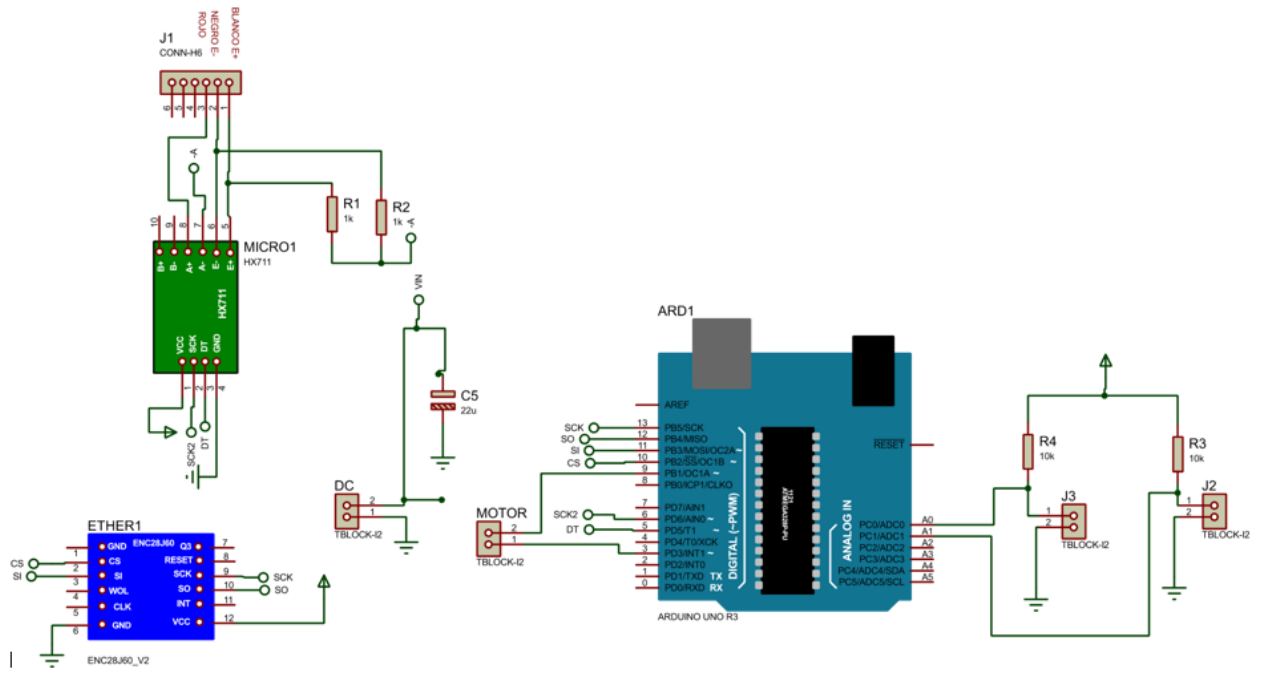 BLANCO E+
NEGRO E-
ROJO
J1
CONN-H6
6
5
4
3
2
1
-A
R1
1k
R2
1k
-A
10
9
8
7
6
5
MICRO1
HX711
B+
B-
A+
A-
E-
E+
HX711
VCC
SCK
DT
GND
1
2
3
4
SCK2
DT
VIN
C5
22u
DC
2
1
TBLOCK-I2
MOTOR
2
1
TBLOCK-I2
ETHER1
ENC28J60
GND
CS
SI
WOL
CLK
GND
Q3
RESET
SCK
SO
INT
VCC
1
2
3
4
5
6
7
8
9
10
11
12
CS
SI
SCK
SO
ENC28J60_V2
ARD1
AREF
13 PB5/SCK
12 PB4/MISO
11 PB3/MOSI/OC2A ~
10 PB2/SS/OC1B ~
9 PB1/OC1A ~
8 PB0/ICP1/CLKO
7 PD7/AIN1
6 PD6/AIN0 ~
5 PD5/T1 ~
4 PD4/T0/XCK
3 PD3/INT1 ~
2 PD2/INT0
1 PD1/TXD TX
0 PD0/RXD RX
SCK
SO
SI
CS
SCK2
DT
DIGITAL (~PWM)
1121
ATMEGA328P-PU
ANALOG IN
RESET
PC0/ADC0 A0
PC1/ADC1 A1
PC2/ADC2 A2
PC3/ADC3 A3
PC4/ADC4/SDA A4
PC5/ADC5/SCL A5
ARDUINO UNO R3
R4
10k
R3
10k
J3
1
2
TBLOCK-I2
J2
1
2
TBLOCK-I2